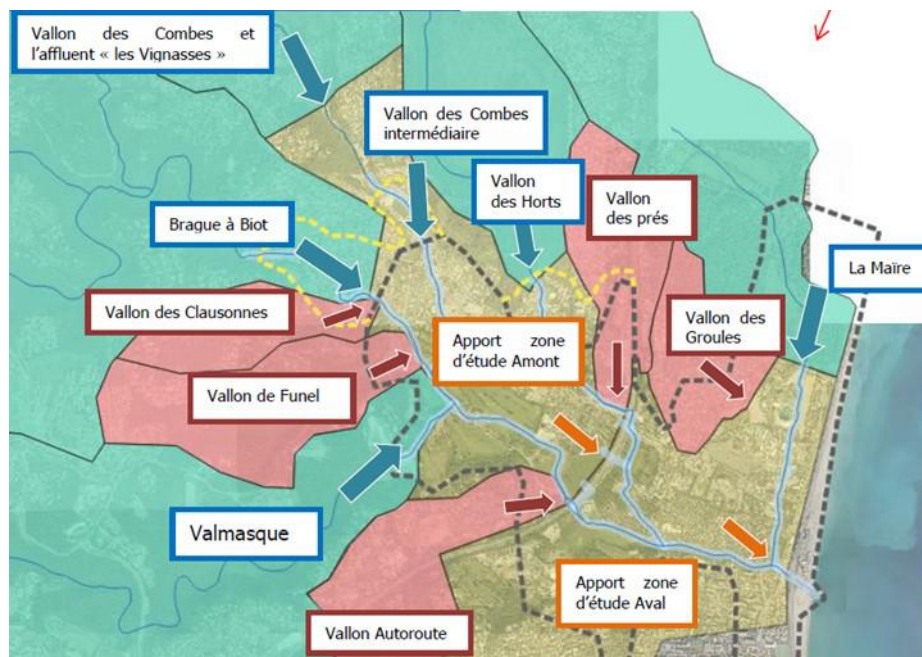 Vallon des Combes et
l'affluent « les Vignasses »
Vallon des Combes
intermédiaire
Vallon
des Horts
Vallon
des prés
Brague à Biot
La Maïre
Vallon des Clausonnes
Apport zone
d'étude Amont
Vallon des
Groules
Vallon de Funel
Valmasque
Apport zone
d'étude Aval
Vallon Autoroute